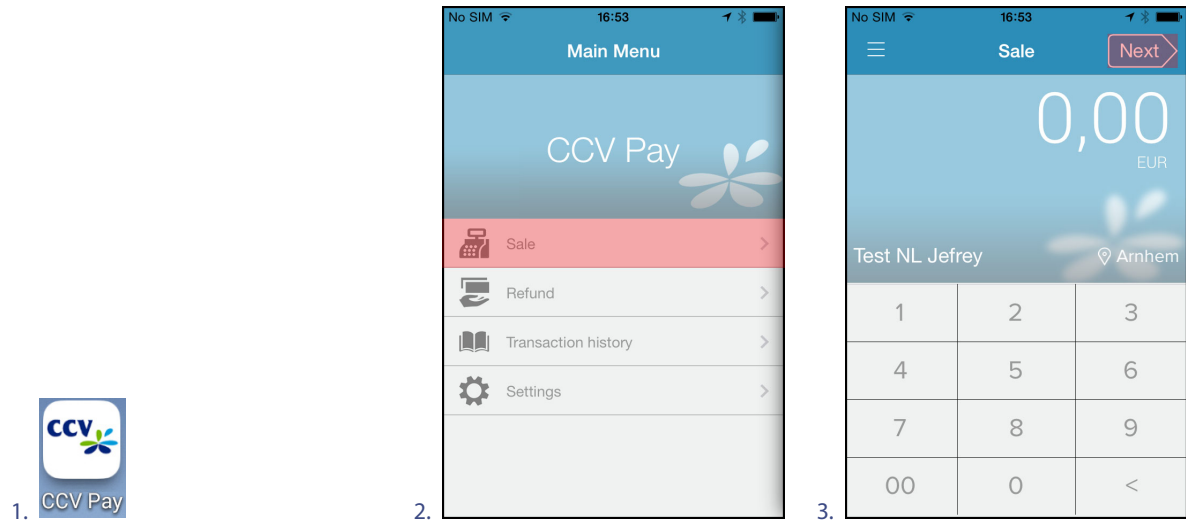 ccv
CCV Pay
1.
No SIM 16:53
Main Menu
CCV Pay
Sale
Refund
Transaction history
Settings
2.
No SIM 16:53
Sale Next
0,00
EUR
Test NL Jefrey Arnhem
1 2 3
4 5 6
7 8 9
00 0 <
3.